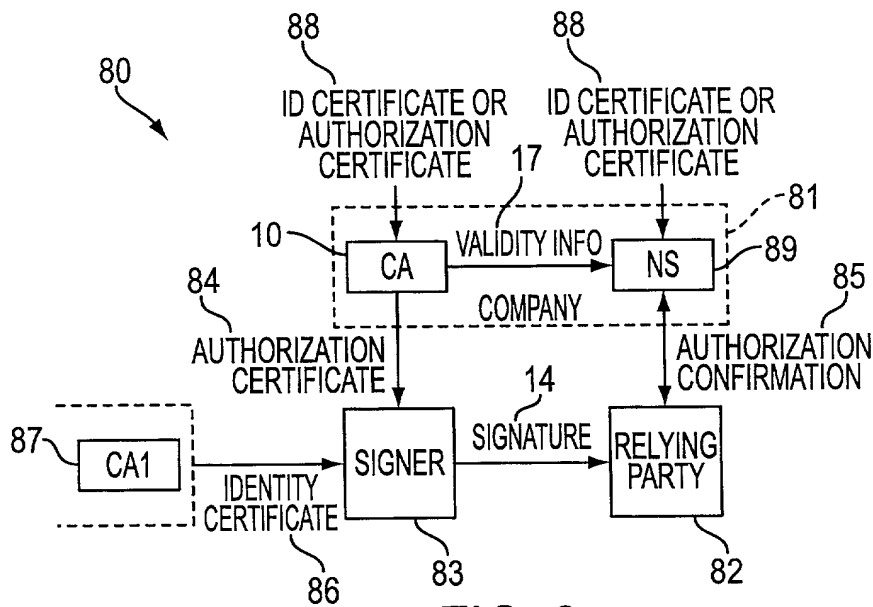 88
88
80
ID CERTIFICATE OR
AUTHORIZATION
CERTIFICATE
ID CERTIFICATE OR
AUTHORIZATION
CERTIFICATE
17
81
10
CA
VALIDITY INFO
NS
89
84
COMPANY
85
AUTHORIZATION
CERTIFICATE
AUTHORIZATION
CONFIRMATION
14
87
CA1
SIGNER
SIGNATURE
RELYING
PARTY
IDENTITY
CERTIFICATE
86
83
82